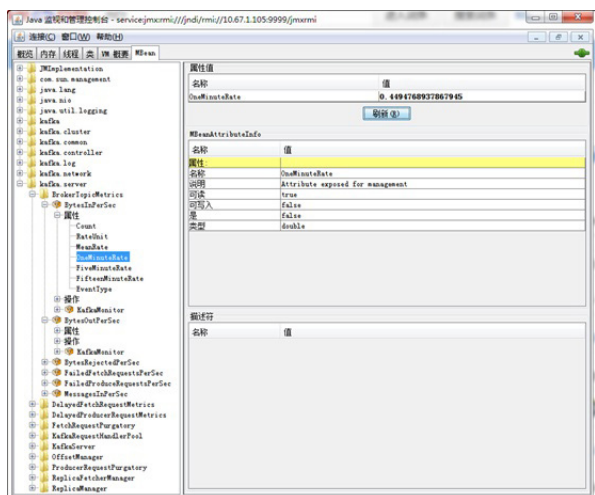 Java 监视和管理控制台 - service:jmx:rmi:///jndi/rmi://10.67.1.105:9999/jmxrmi
连接(C) 窗口(W) 帮助(H)
概览 内存 线程 类 VM 概要 MBean
JMImplementation
com.sun.management
java.lang
java.nio
java.util.logging
kafka
kafka.cluster
kafka.common
kafka.controller
kafka.log
kafka.network
kafka.server
BrokerTopicMetrics
BytesInPerSec
属性
Count
RateUnit
MeanRate
OneMinuteRate
FiveMinuteRate
FifteenMinuteRate
EventType
操作
KafkaMonitor
BytesOutPerSec
属性
操作
KafkaMonitor
BytesRejectedPerSec
FailedFetchRequestsPerSec
FailedProduceRequestsPerSec
MessagesInPerSec
DelayedFetchRequestMetrics
DelayedProducerRequestMetrics
FetchRequestPurgatory
KafkaRequestHandlerPool
KafkaServer
OffsetManager
ProducerRequestPurgatory
ReplicaFetcherManager
ReplicaManager
属性值
名称 值
OneMinuteRate 0.4494768937867945
刷新(R)
MBeanAttributeInfo
名称 值
属性:
名称 OneMinuteRate
说明 Attribute exposed for management
可读 true
可写入 false
是 false
类型 double
描述符
名称 值